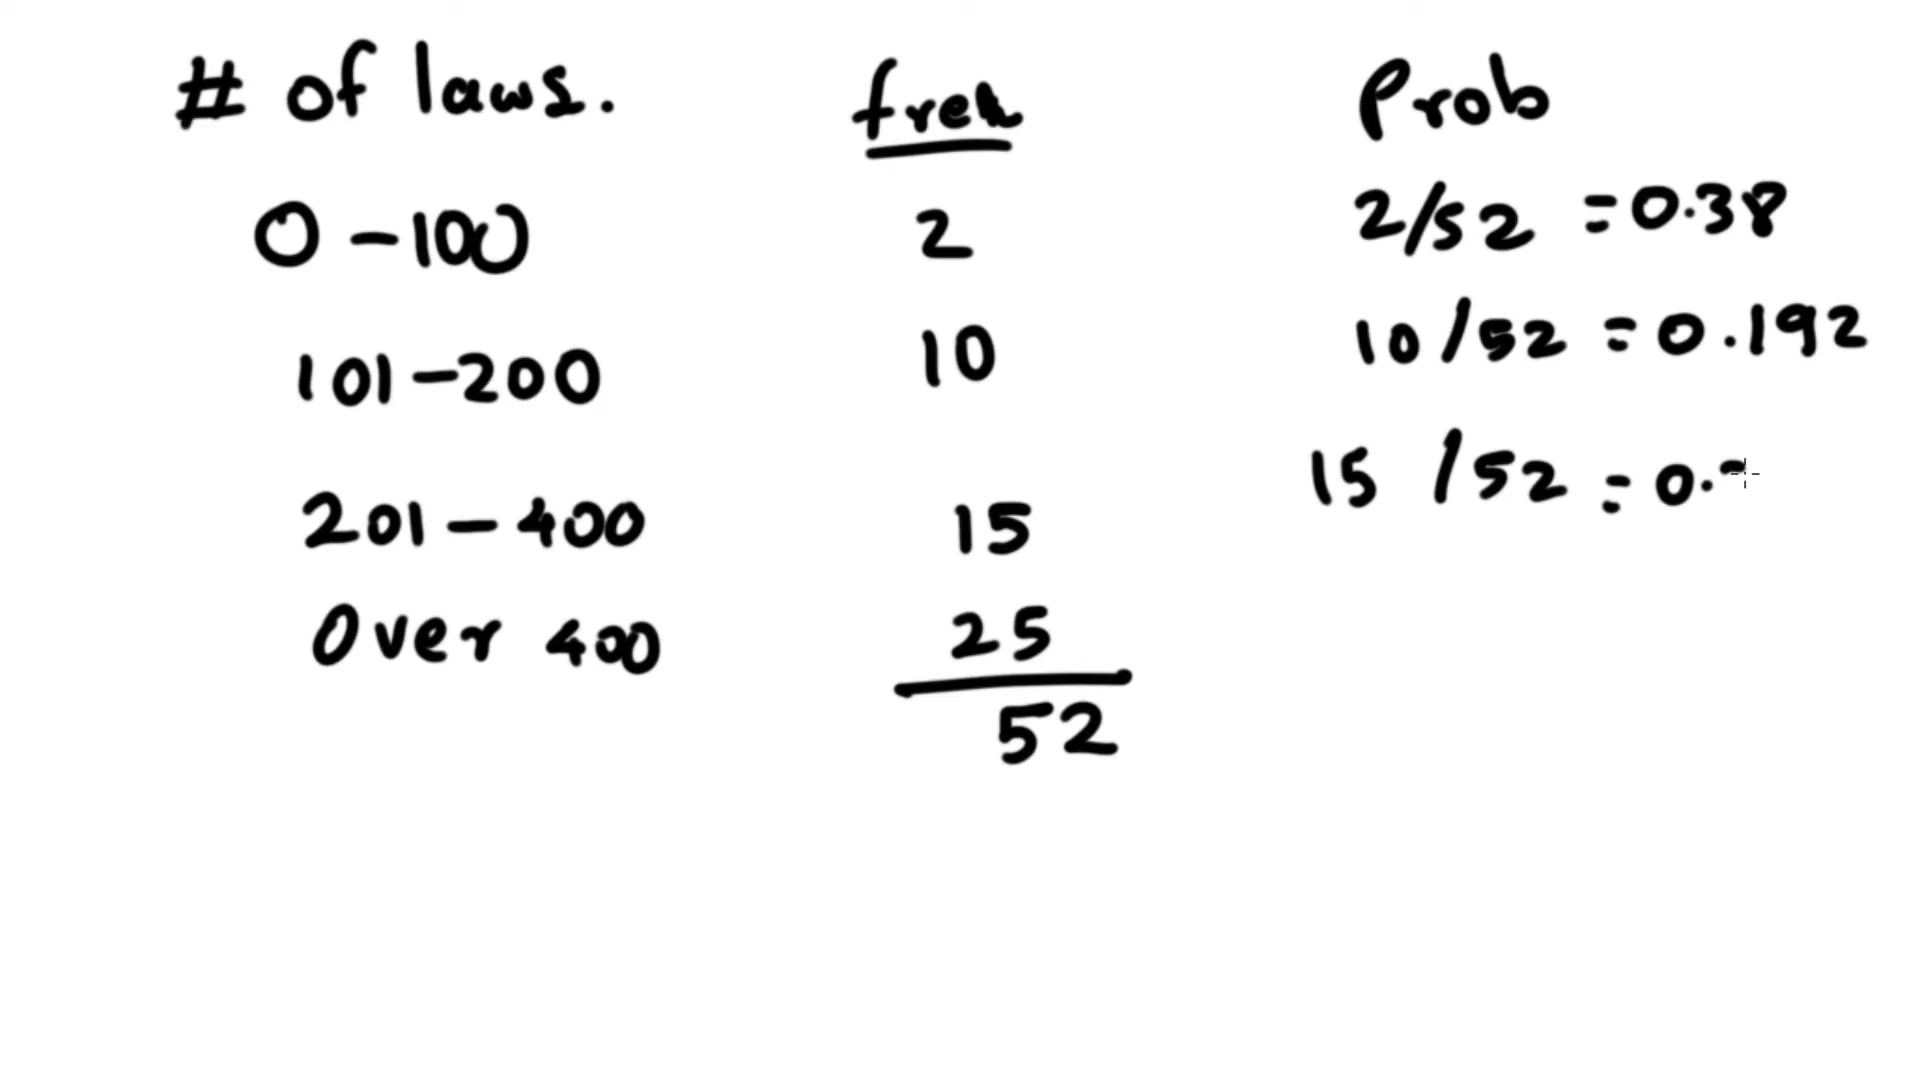 # of laws. freq Prob
0-100 2 2/52 =0.38
101-200 10 10/52 =0.192
201-400 15 15/52 =0.
Over 400 25
52